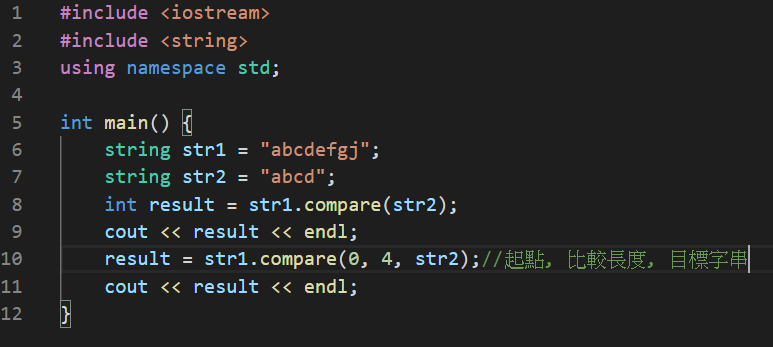 1 #include <iostream>
2 #include <string>
3 using namespace std;
4
5 int main() {
6     string str1 = "abcdefgj";
7     string str2 = "abcd";
8     int result = str1.compare(str2);
9     cout << result << endl;
10     result = str1.compare(0, 4, str2);//起點, 比較長度, 目標字串
11     cout << result << endl;
12 }